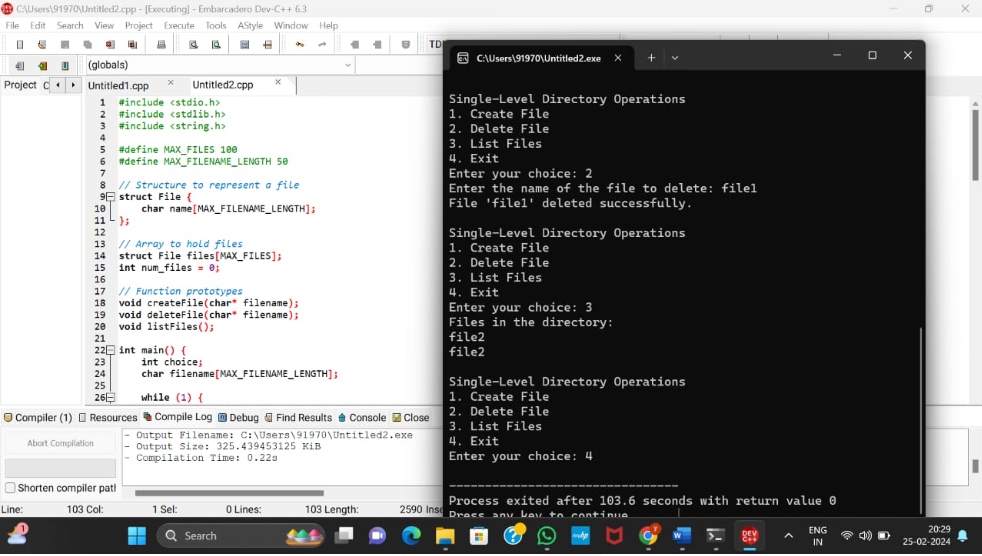 C:\Users\91970\Untitled2.cpp - [Executing] - Embarcadero Dev-C++ 6.3
File Edit Search View Project Execute Tools AStyle Window Help
TD
(globals)
Project C Untitled1.cpp Untitled2.cpp
1 #include <stdio.h>
2 #include <stdlib.h>
3 #include <string.h>
4
5 #define MAX_FILES 100
6 #define MAX_FILENAME_LENGTH 50
7
8 // Structure to represent a file
9 struct File {
10 char name[MAX_FILENAME_LENGTH];
11 };
12
13 // Array to hold files
14 struct File files[MAX_FILES];
15 int num_files = 0;
16
17 // Function prototypes
18 void createFile(char* filename);
19 void deleteFile(char* filename);
20 void listFiles();
21
22 int main() {
23 int choice;
24 char filename[MAX_FILENAME_LENGTH];
25
26 while (1) {
Compiler (1) Resources Compile Log Debug Find Results Console Close
Abort Compilation
Shorten compiler path
- Output Filename: C:\Users\91970\Untitled2.exe
- Output Size: 325.439453125 KiB
- Compilation Time: 0.22s
Line: 103 Col: 1 Sel: 0 Lines: 103 Length: 2590 Inse
C:\Users\91970\Untitled2.exe
Single-Level Directory Operations
1. Create File
2. Delete File
3. List Files
4. Exit
Enter your choice: 2
Enter the name of the file to delete: file1
File 'file1' deleted successfully.
Single-Level Directory Operations
1. Create File
2. Delete File
3. List Files
4. Exit
Enter your choice: 3
Files in the directory:
file2
file2
Single-Level Directory Operations
1. Create File
2. Delete File
3. List Files
4. Exit
Enter your choice: 4
--------------------------------
Process exited after 103.6 seconds with return value 0
Press any key to continue
1 Search 7 DEV C++ ENG IN 20:29
25-02-2024